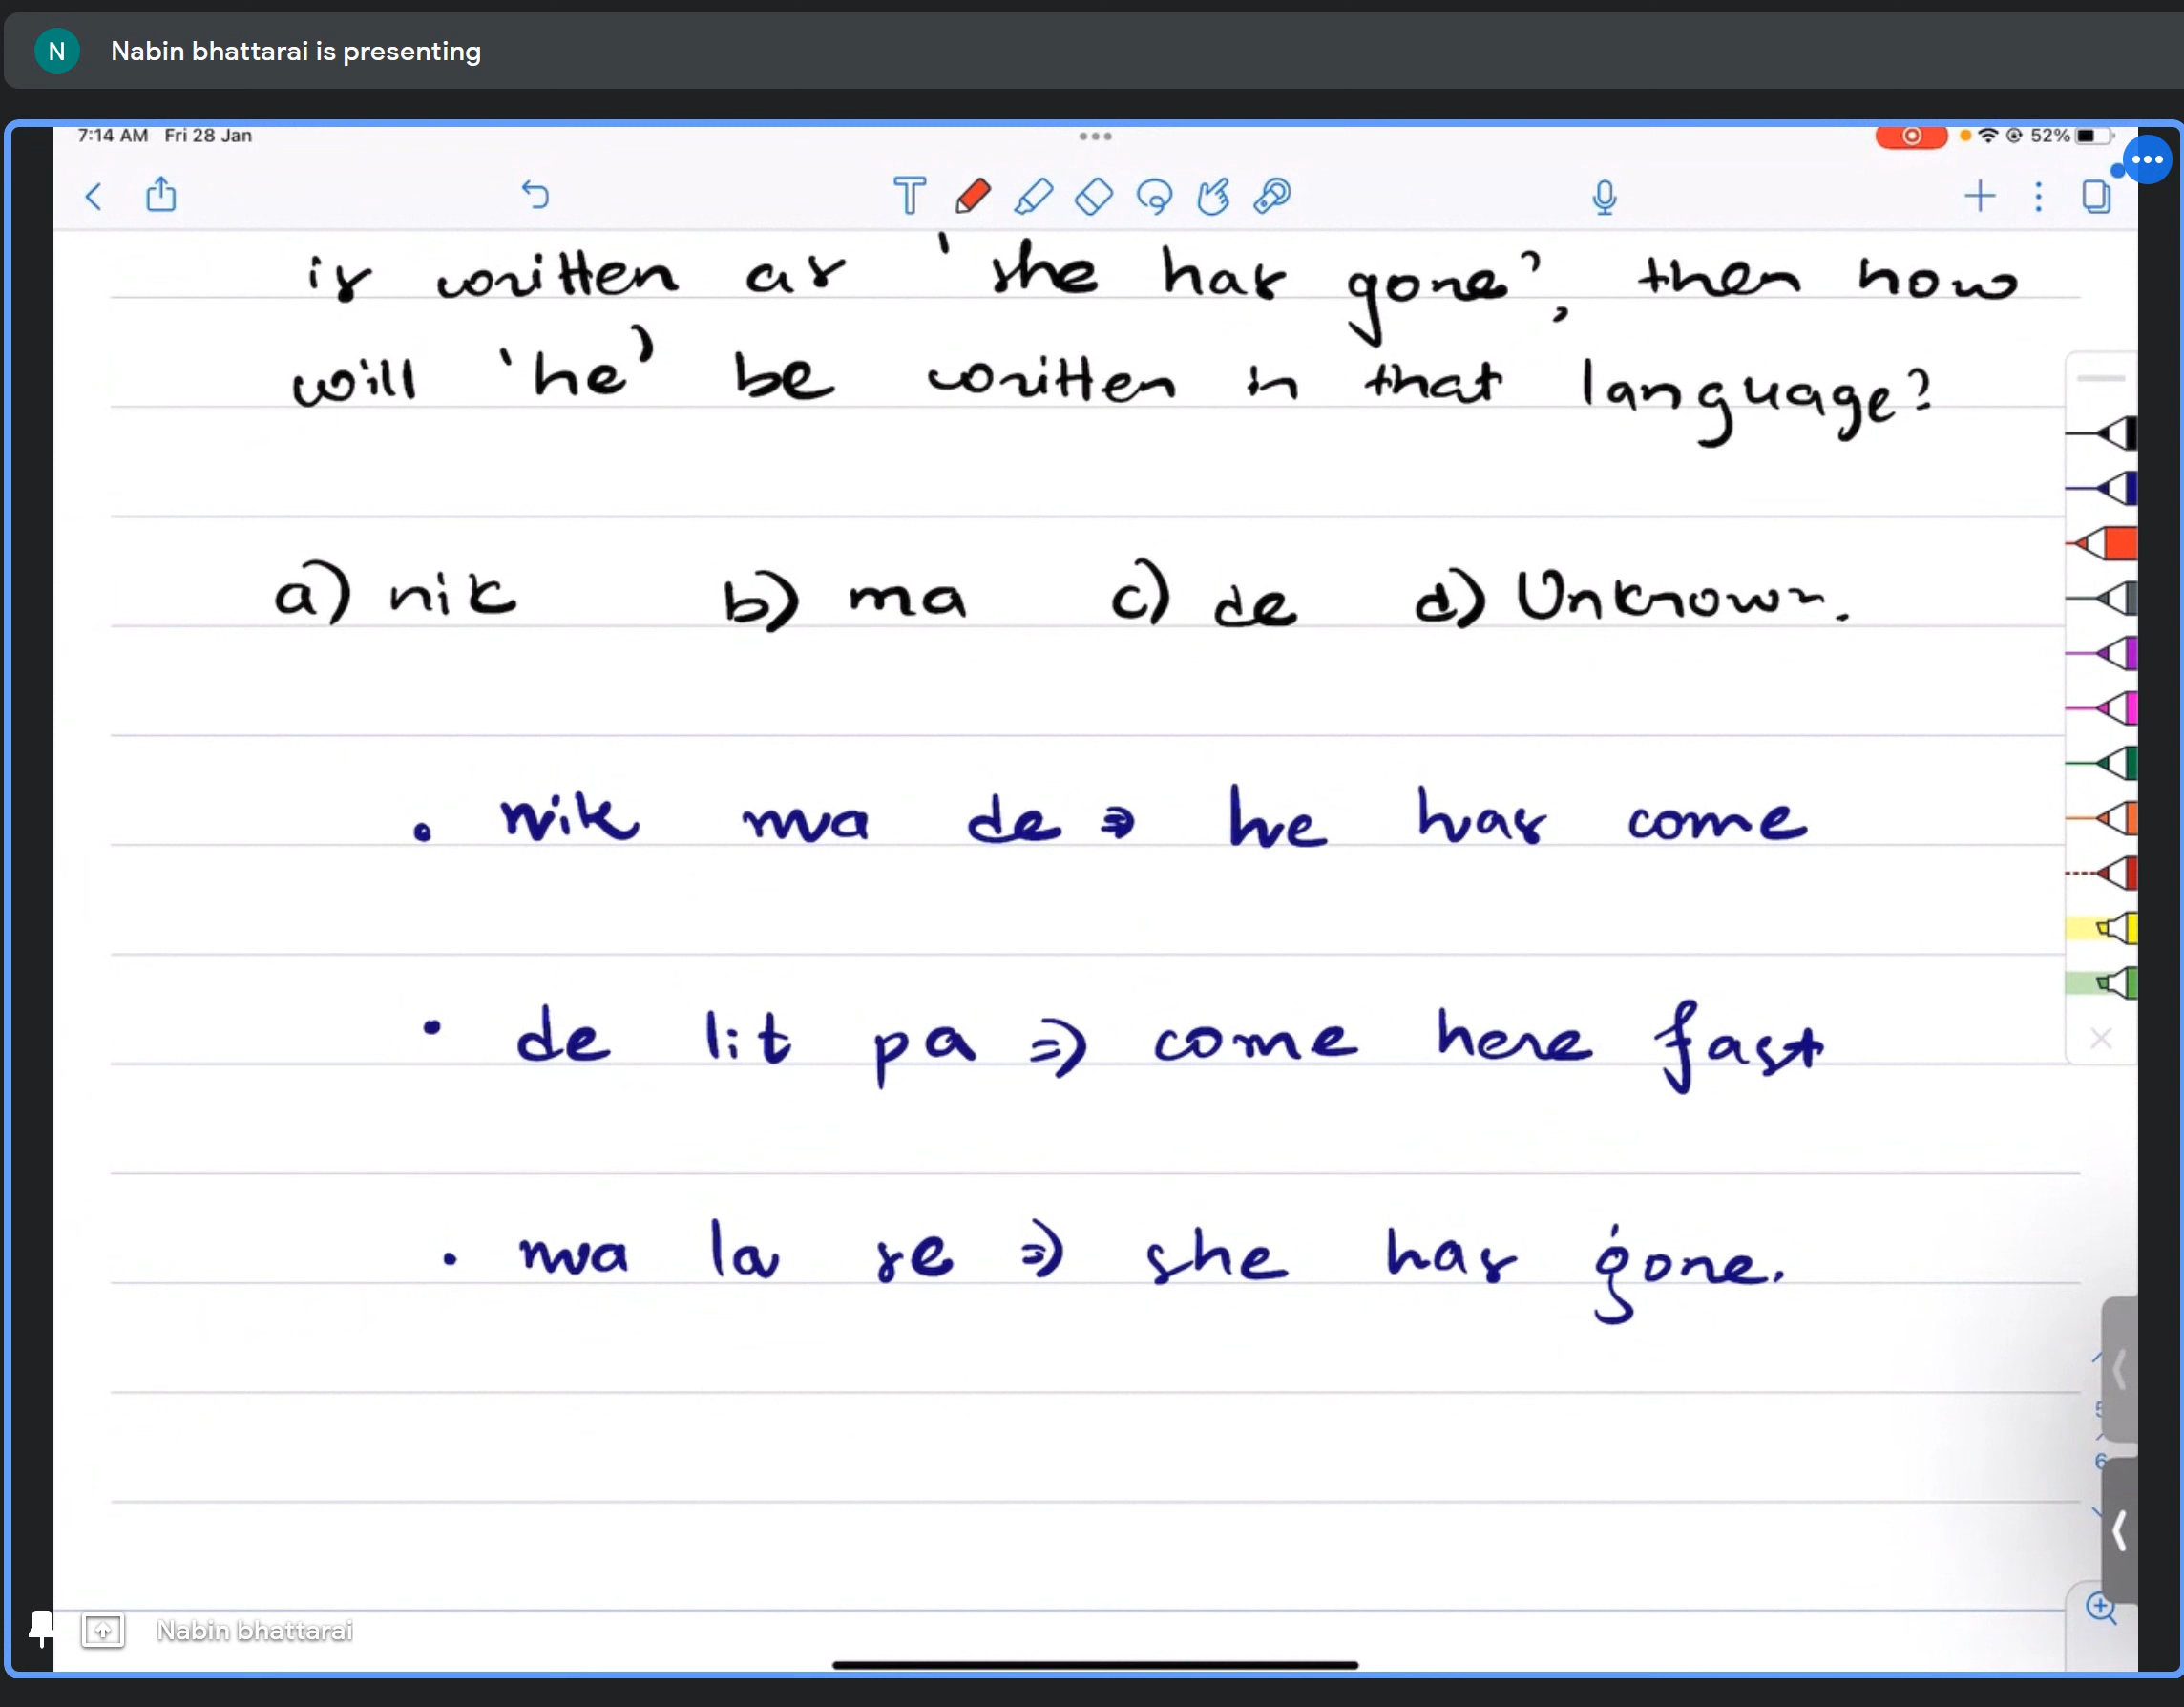 N Nabin bhattarai is presenting
7:14 AM Fri 28 Jan 52%
is written as 'she has gone', then how
will 'he' be written in that language?
a) nik b) ma c) de d) Unknown.
• nik ma de ⇒ he has come
• de lit pa ⇒ come here fast
• ma la se ⇒ she has gone.
5
6
Nabin bhattarai